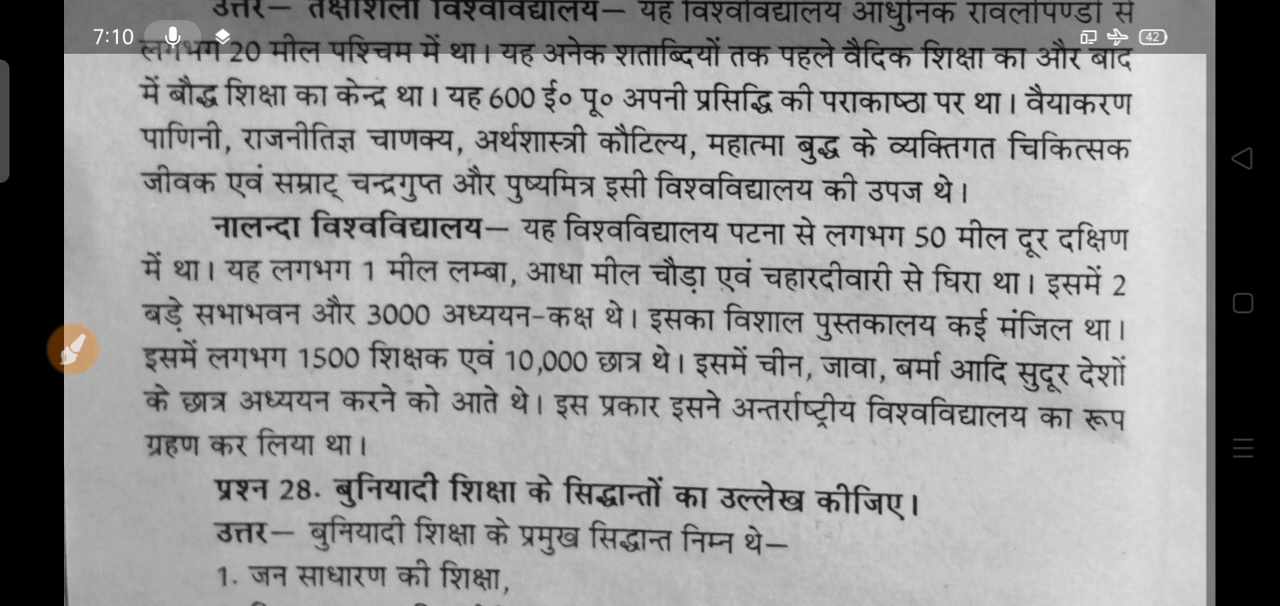 उत्तर— तक्षशिला विश्वविद्यालय— यह विश्वविद्यालय आधुनिक रावलपिण्डी से
7:10
42
लगभग 20 मील पश्चिम में था। यह अनेक शताब्दियों तक पहले वैदिक शिक्षा का और बाद
में बौद्ध शिक्षा का केन्द्र था। यह 600 ई० पू० अपनी प्रसिद्धि की पराकाष्ठा पर था। वैयाकरण
पाणिनी, राजनीतिज्ञ चाणक्य, अर्थशास्त्री कौटिल्य, महात्मा बुद्ध के व्यक्तिगत चिकित्सक
जीवक एवं सम्राट् चन्द्रगुप्त और पुष्यमित्र इसी विश्वविद्यालय की उपज थे।
नालन्दा विश्वविद्यालय— यह विश्वविद्यालय पटना से लगभग 50 मील दूर दक्षिण
में था। यह लगभग 1 मील लम्बा, आधा मील चौड़ा एवं चहारदीवारी से घिरा था। इसमें 2
बड़े सभाभवन और 3000 अध्ययन-कक्ष थे। इसका विशाल पुस्तकालय कई मंजिल था।
इसमें लगभग 1500 शिक्षक एवं 10,000 छात्र थे। इसमें चीन, जावा, बर्मा आदि सुदूर देशों
के छात्र अध्ययन करने को आते थे। इस प्रकार इसने अन्तर्राष्ट्रीय विश्वविद्यालय का रूप
ग्रहण कर लिया था।
प्रश्न 28. बुनियादी शिक्षा के सिद्धान्तों का उल्लेख कीजिए।
उत्तर— बुनियादी शिक्षा के प्रमुख सिद्धान्त निम्न थे—
1. जन साधारण की शिक्षा,